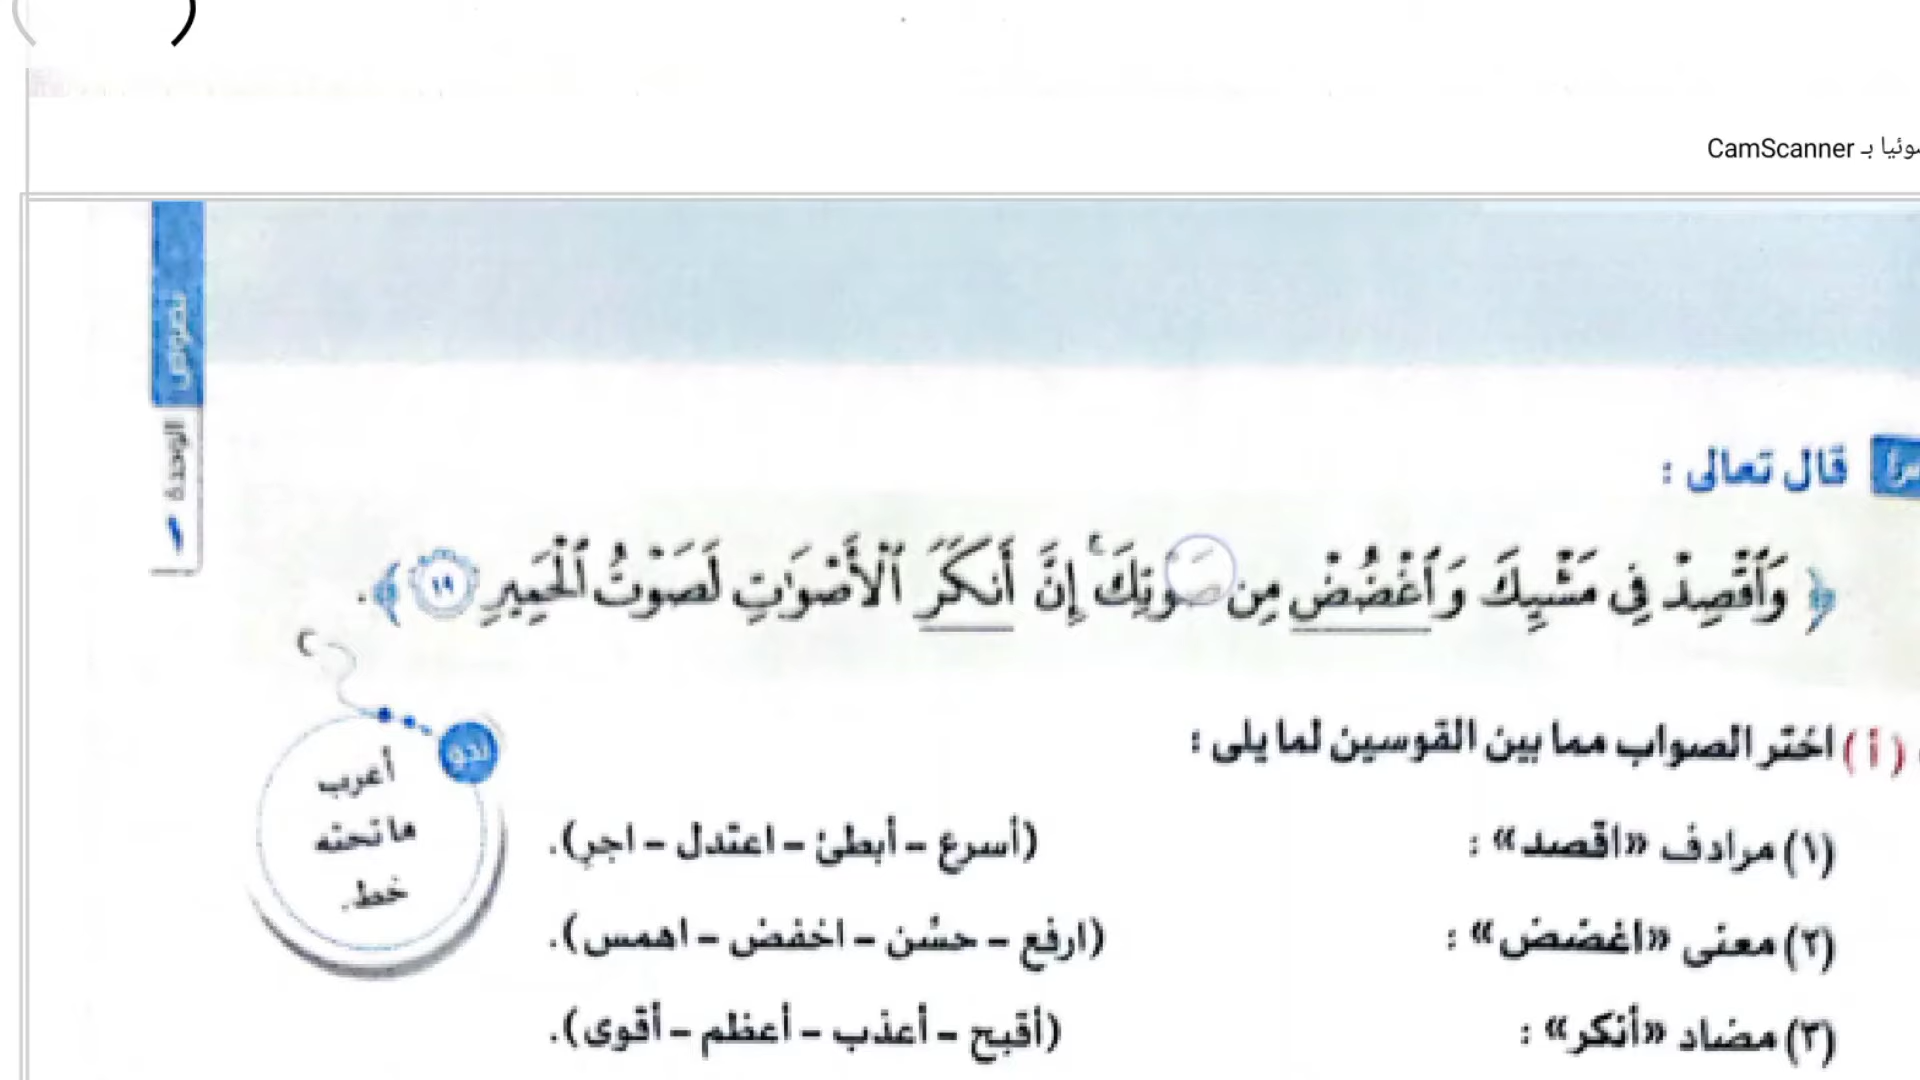 CamScanner بـ
نصوص
الوحدة
قال تعالى :
﴿ وَٱقْصِدْ فِى مَشْيِكَ وَٱغْضُضْ مِن صَوْتِكَ ۚ إِنَّ أَنكَرَ ٱلْأَصْوَٰتِ لَصَوْتُ ٱلْحَمِيرِ ١٩ ﴾.
(أ) اختر الصواب مما بين القوسين لما يلى :
(١) مرادف «اقصد» : (أسرع – أبطئ – اعتدل – اجرِ).
(٢) معنى «اغضض» : (ارفع – حسِّن – اخفض – اهمس).
(٣) مضاد «أنكر» : (أقبح – أعذب – أعظم – أقوى).
نحو
أعرب
ما تحته
خط.